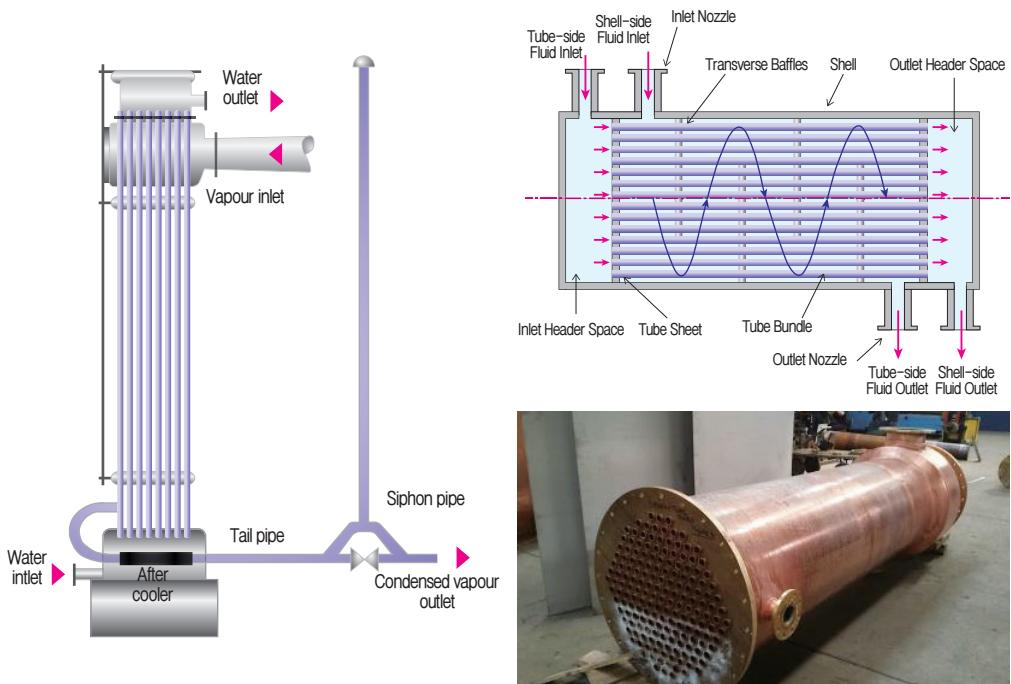 Water
outlet
Vapour inlet
Siphon pipe
Tail pipe
Water
intlet
After
cooler
Condensed vapour
outlet
Tube-side
Fluid Inlet
Shell-side
Fluid Inlet
Inlet Nozzle
Transverse Baffles
Shell
Outlet Header Space
Inlet Header Space
Tube Sheet
Tube Bundle
Outlet Nozzle
Tube-side
Fluid Outlet
Shell-side
Fluid Outlet